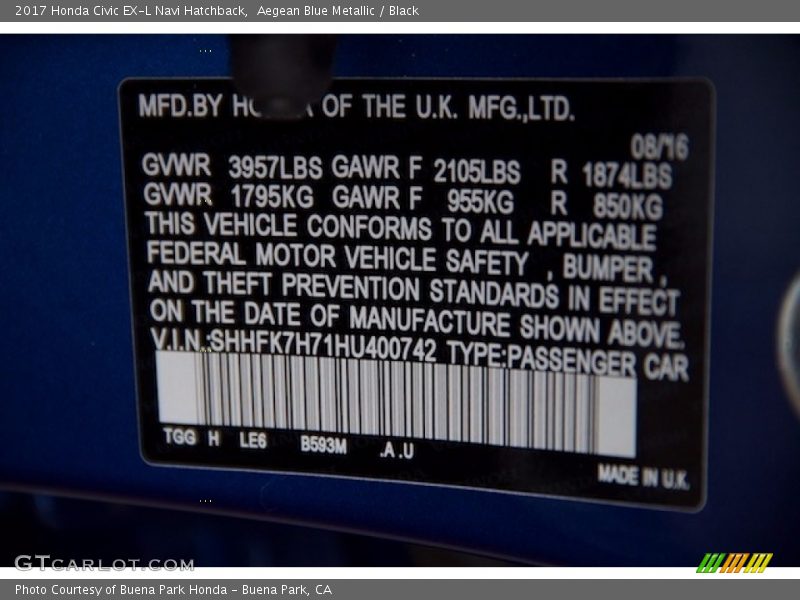 2017 Honda Civic EX-L Navi Hatchback, Aegean Blue Metallic / Black
MFD.BY OF THE U.K. MFG.,LTD.
08/16
GVWR 3957LBS GAWR F 2105LBS R 1874LBS
GVWR 1795KG GAWR F 955KG R 850KG
THIS VEHICLE CONFORMS TO ALL APPLICABLE
FEDERAL MOTOR VEHICLE SAFETY , BUMPER ,
AND THEFT PREVENTION STANDARDS IN EFFECT
ON THE DATE OF MANUFACTURE SHOWN ABOVE.
V.I.N.:SHHFK7H71HU400742 TYPE:PASSENGER CAR
TGG H LE6 B593M .A.U
MADE IN U.K.
GTCARLOT.COM
Photo Courtesy of Buena Park Honda - Buena Park, CA